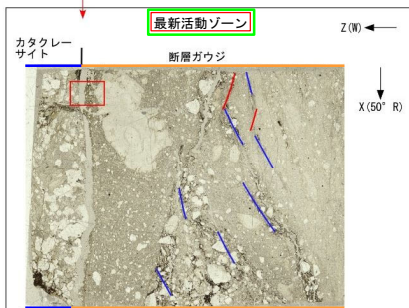 最新活動ゾーン
Z(W)
カタクレー
サイト
断層ガウジ
X(50° R)